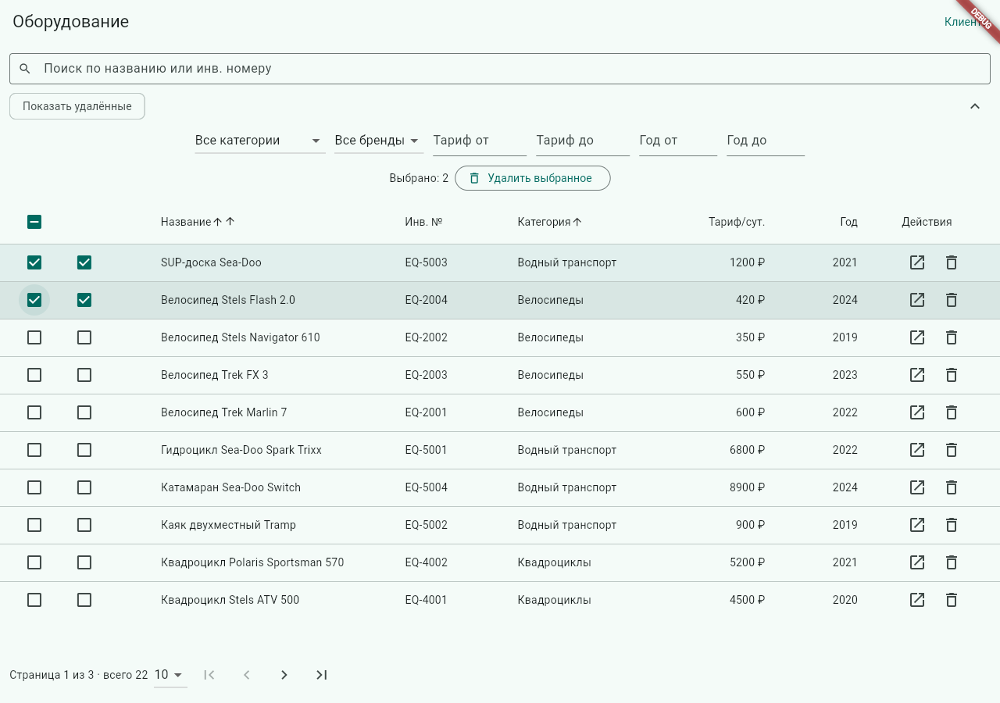 Оборудование
Клиент
DEBUG
Поиск по названию или инв. номеру
Показать удалённые
Все категории Все бренды Тариф от Тариф до Год от Год до
Выбрано: 2 Удалить выбранное
Название Инв. № Категория Тариф/сут. Год Действия
SUP-доска Sea-Doo EQ-5003 Водный транспорт 1200 ₽ 2021
Велосипед Stels Flash 2.0 EQ-2004 Велосипеды 420 ₽ 2024
Велосипед Stels Navigator 610 EQ-2002 Велосипеды 350 ₽ 2019
Велосипед Trek FX 3 EQ-2003 Велосипеды 550 ₽ 2023
Велосипед Trek Marlin 7 EQ-2001 Велосипеды 600 ₽ 2022
Гидроцикл Sea-Doo Spark Trixx EQ-5001 Водный транспорт 6800 ₽ 2022
Катамаран Sea-Doo Switch EQ-5004 Водный транспорт 8900 ₽ 2024
Каяк двухместный Tramp EQ-5002 Водный транспорт 900 ₽ 2019
Квадроцикл Polaris Sportsman 570 EQ-4002 Квадроциклы 5200 ₽ 2021
Квадроцикл Stels ATV 500 EQ-4001 Квадроциклы 4500 ₽ 2020
Страница 1 из 3 · всего 22 10